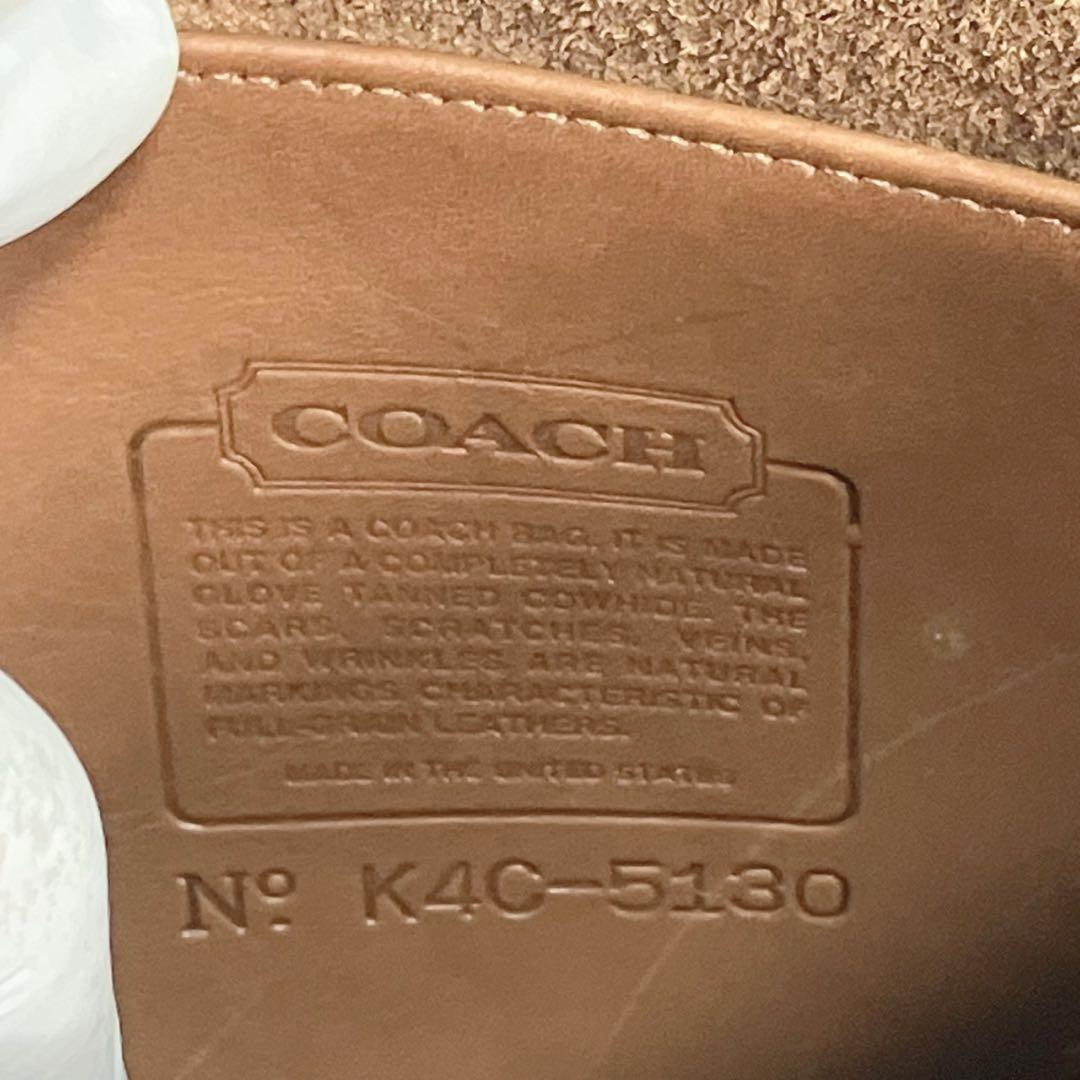 COACH
THIS IS A COACH BAG. IT IS MADE
OUT OF A COMPLETELY NATURAL
GLOVE TANNED COWHIDE. THE
SCARS, SCRATCHES, VEINS,
AND WRINKLES ARE NATURAL
MARKINGS CHARACTERISTIC OF
FULL-GRAIN LEATHERS.
MADE IN THE UNITED STATES
Nº. K4C-5130